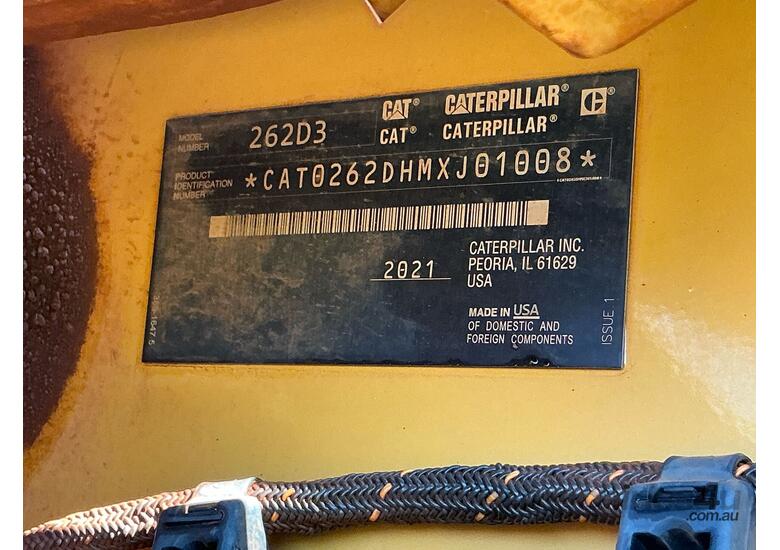 CAT® CATERPILLAR® C®
MODEL NUMBER 262D3 CAT® CATERPILLAR®
PRODUCT IDENTIFICATION NUMBER *CAT0262DHMXJ01008*
2021
CATERPILLAR INC.
PEORIA, IL 61629
USA
MADE IN USA
OF DOMESTIC AND
FOREIGN COMPONENTS
ISSUE 1
.com.au